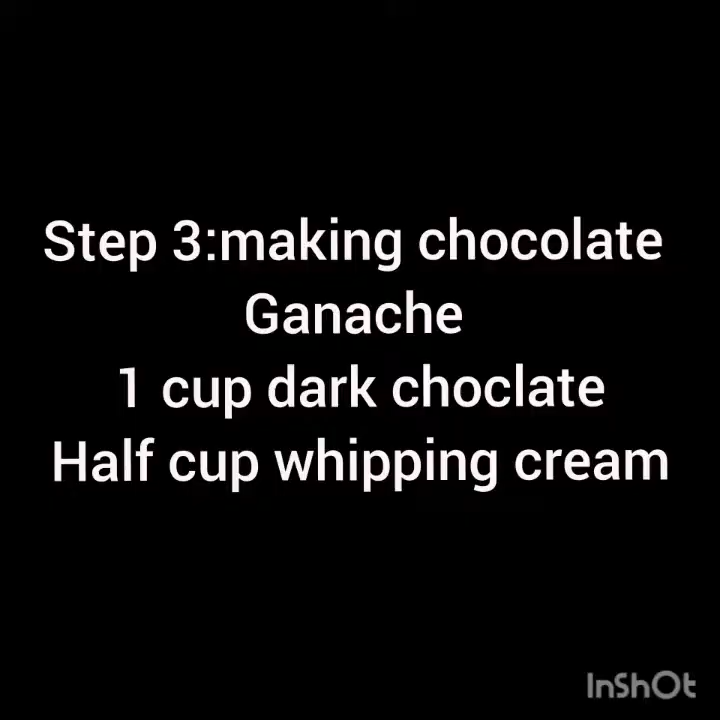 Step 3:making chocolate
Ganache
1 cup dark choclate
Half cup whipping cream
InShOt